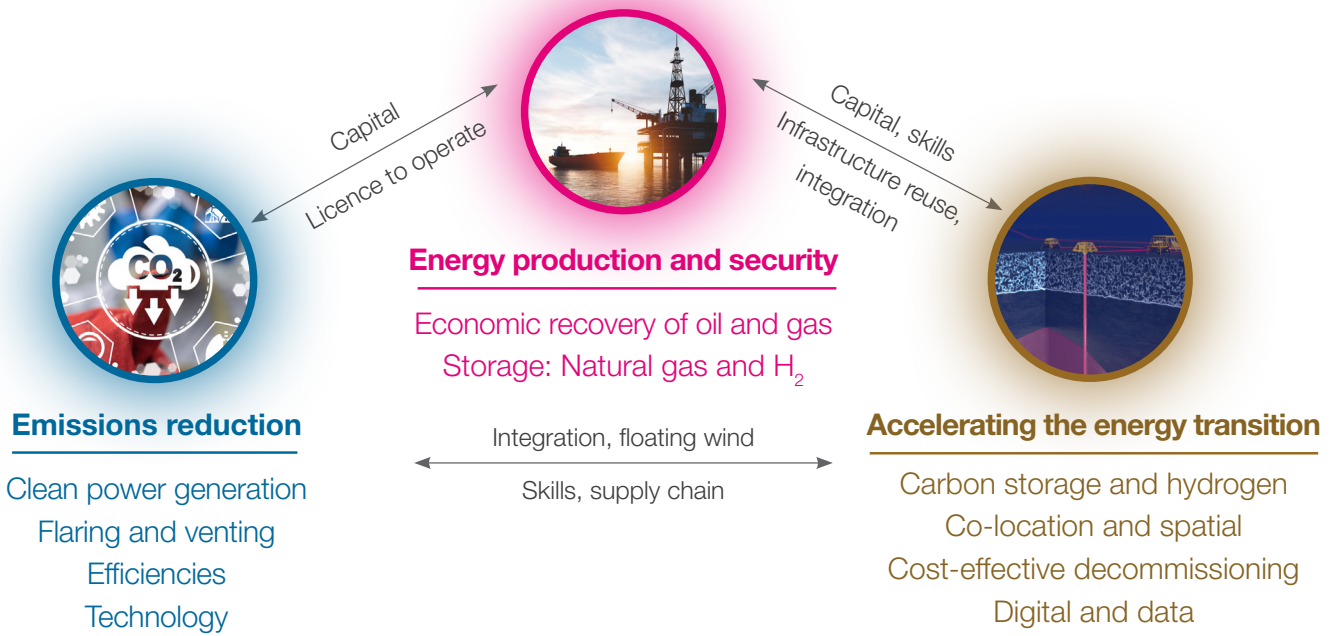 Capital
Licence to operate
Capital, skills
Infrastructure reuse,
integration
CO₂
Energy production and security
Economic recovery of oil and gas
Storage: Natural gas and H₂
Emissions reduction
Clean power generation
Flaring and venting
Efficiencies
Technology
Integration, floating wind
Skills, supply chain
Accelerating the energy transition
Carbon storage and hydrogen
Co-location and spatial
Cost-effective decommissioning
Digital and data